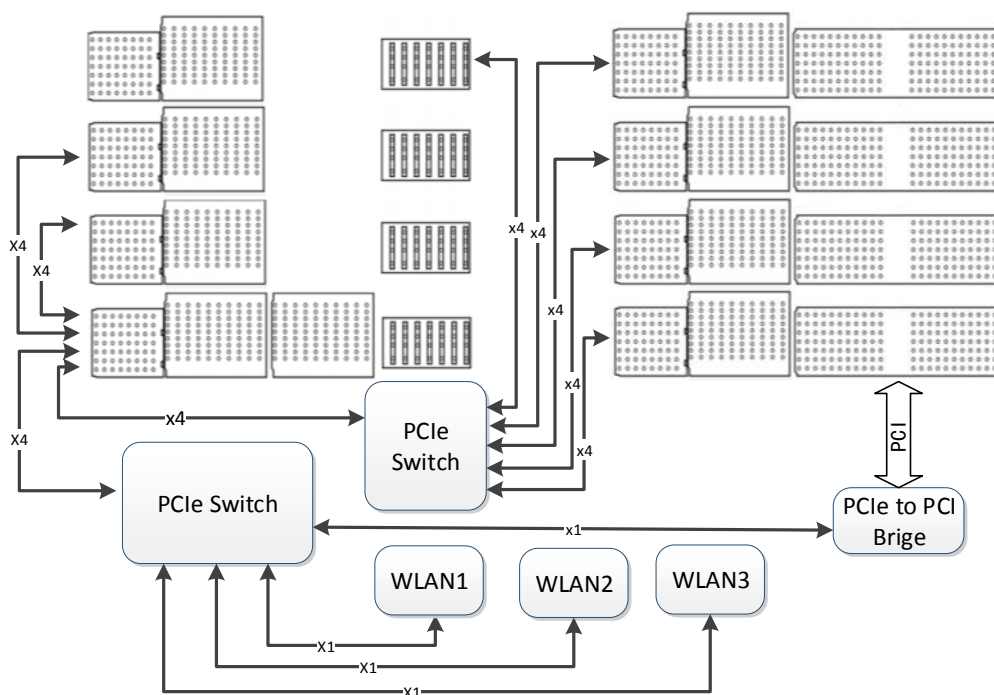 x4
x4
x4
x4
x4
x4
x4
x4
x4
PCIe
Switch
PCI
PCIe Switch
PCIe to PCI
Brige
x1
WLAN1
WLAN2
WLAN3
X1
X1
X1